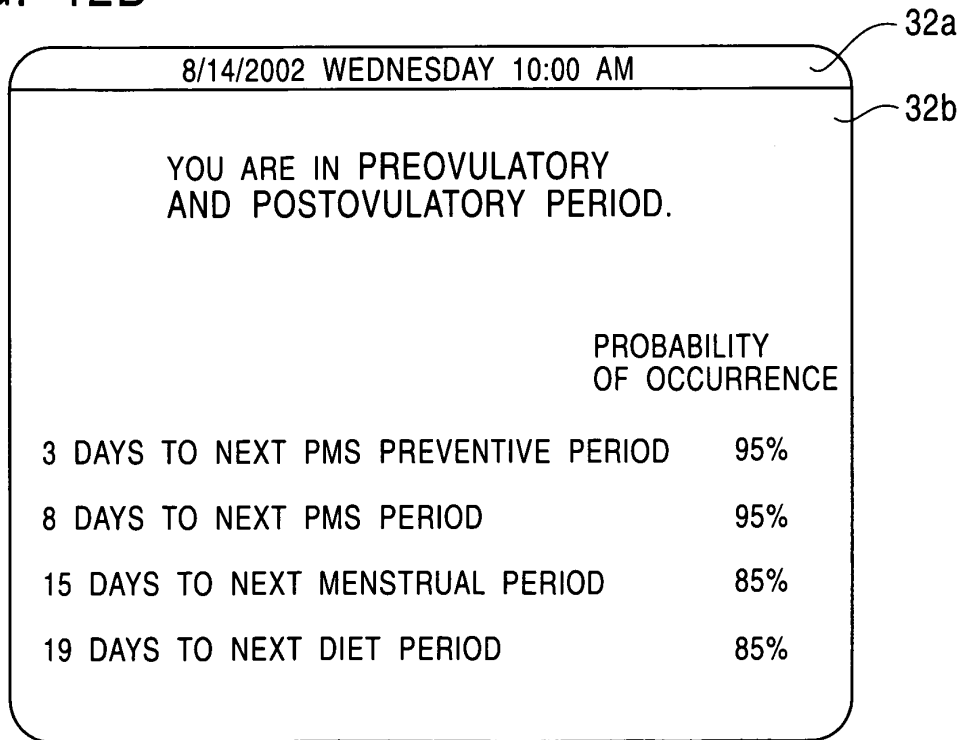 32a
8/14/2002 WEDNESDAY 10:00 AM
32b
YOU ARE IN PREOVULATORY
AND POSTOVULATORY PERIOD.
PROBABILITY
OF OCCURRENCE
3 DAYS TO NEXT PMS PREVENTIVE PERIOD 95%
8 DAYS TO NEXT PMS PERIOD 95%
15 DAYS TO NEXT MENSTRUAL PERIOD 85%
19 DAYS TO NEXT DIET PERIOD 85%